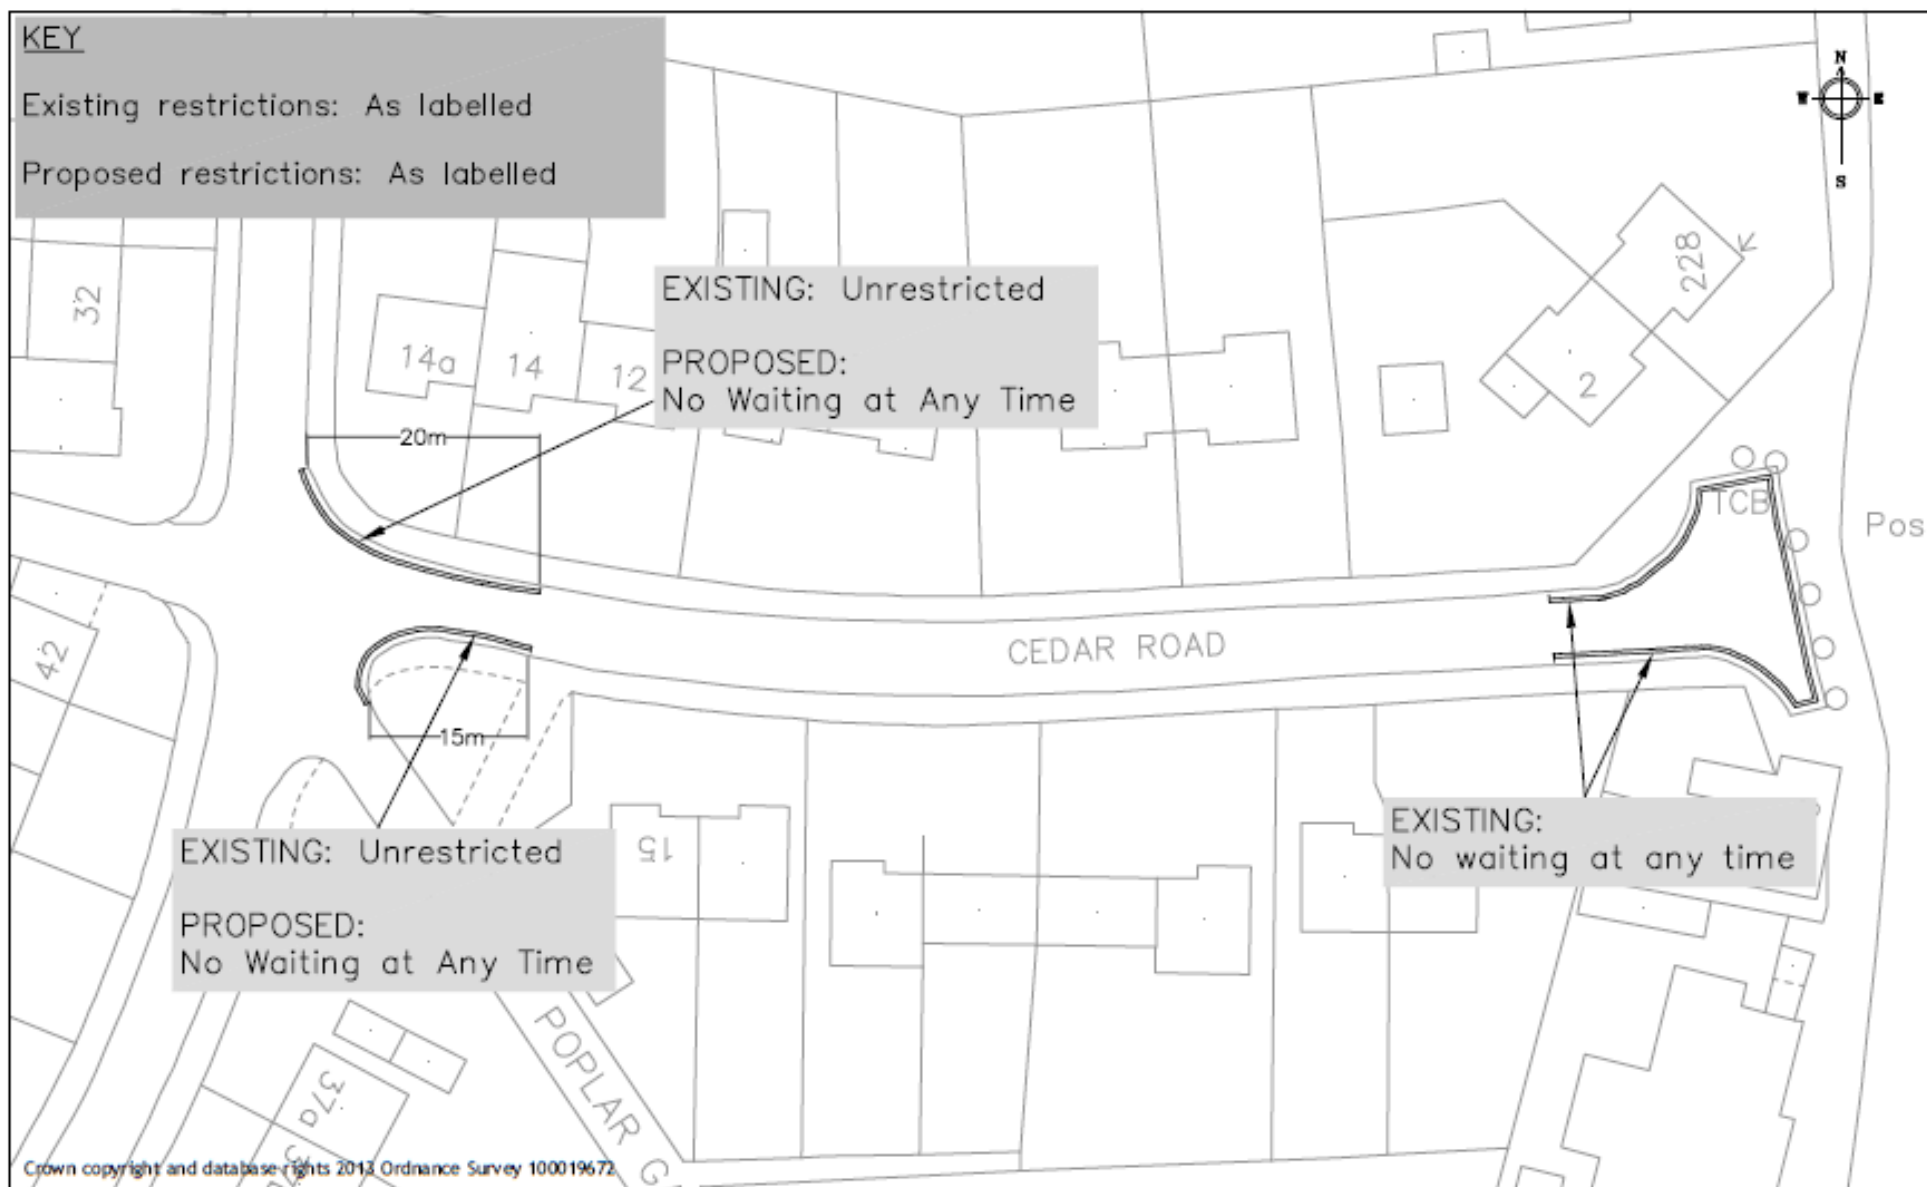 KEY
Existing restrictions: As labelled
Proposed restrictions: As labelled
N
W E
S
32
14a
14
12
20m
EXISTING: Unrestricted
PROPOSED:
No Waiting at Any Time
228
2
TCB
Pos
CEDAR ROAD
42
15m
EXISTING: Unrestricted
PROPOSED:
No Waiting at Any Time
15
EXISTING:
No waiting at any time
POPLAR G
37a
Crown copyright and database rights 2013 Ordnance Survey 100019672